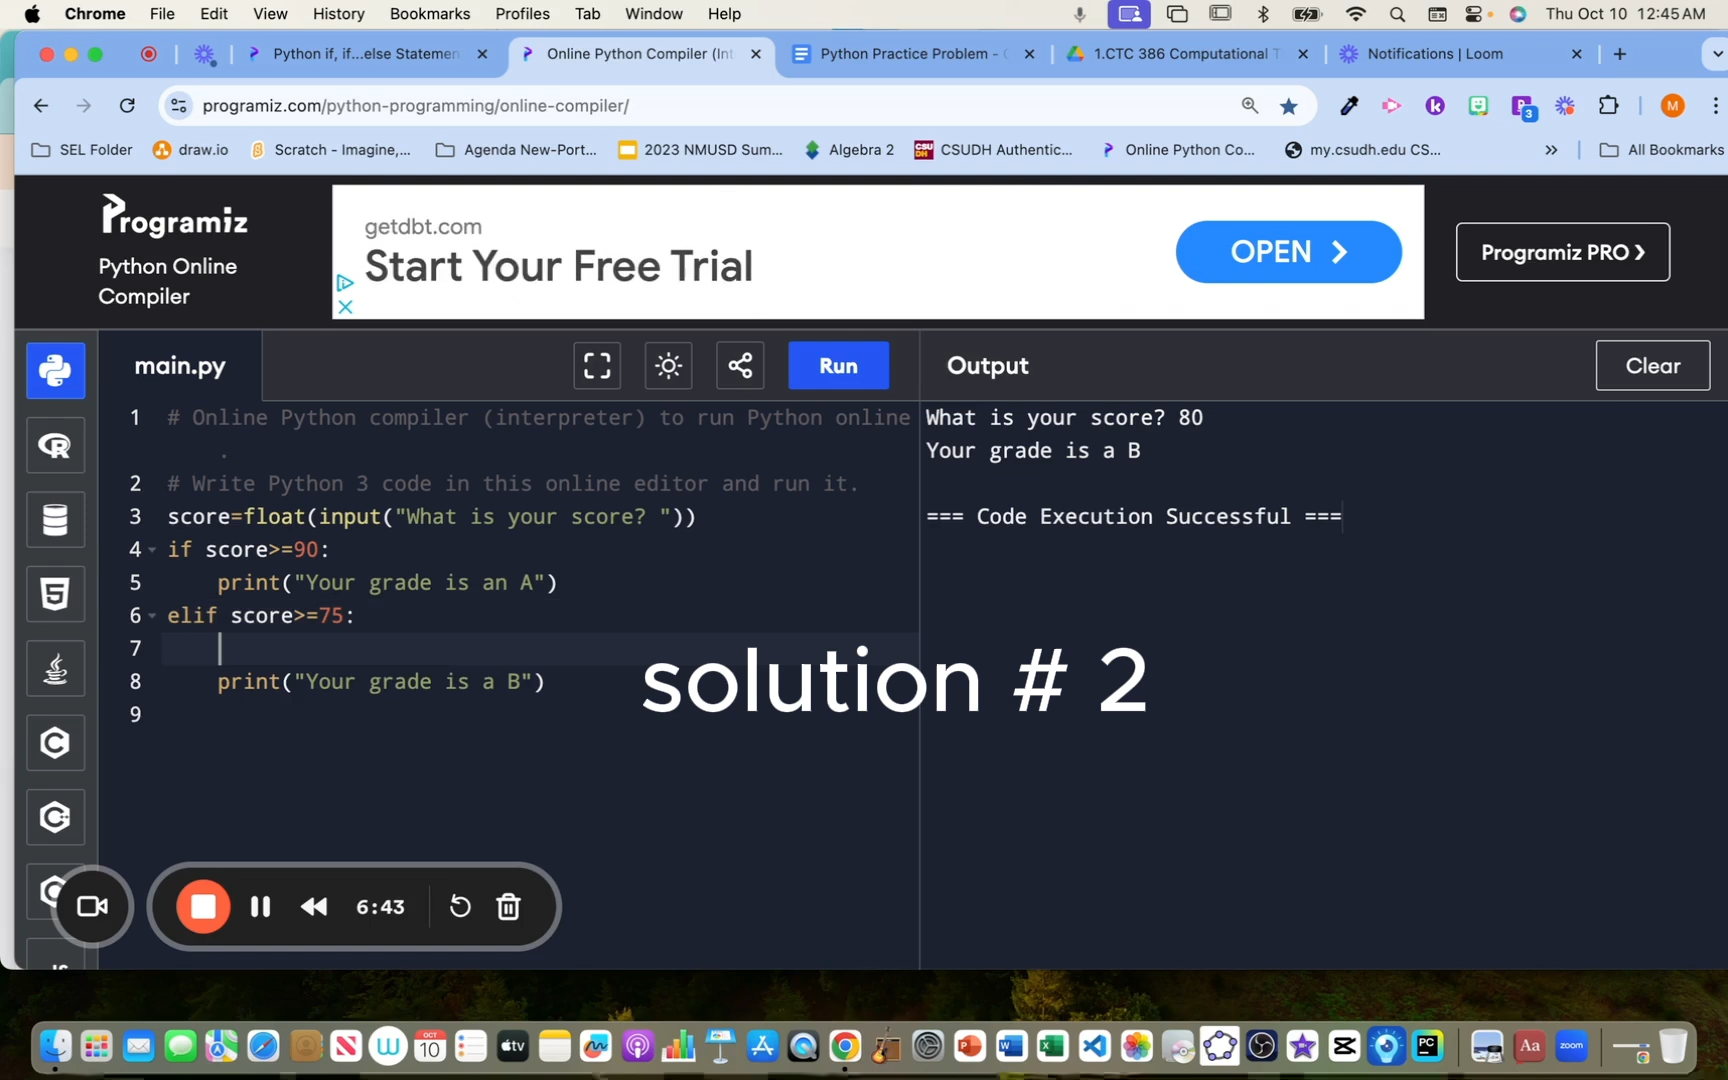 Chrome File Edit View History Bookmarks Profiles Tab Window Help Thu Oct 10 12:45 AM
Python if, if...else Statemen Online Python Compiler (Int Python Practice Problem - 1.CTC 386 Computational T Notifications | Loom
programiz.com/python-programming/online-compiler/
3
M
SEL Folder draw.io Scratch - Imagine,... Agenda New-Port... 2023 NMUSD Sum... Algebra 2 CSUDH Authentic... Online Python Co... my.csudh.edu CS... » All Bookmarks
Programiz
Python Online
Compiler
getdbt.com
Start Your Free Trial
OPEN
Programiz PRO
main.py Run Output Clear
1 # Online Python compiler (interpreter) to run Python online
.
2 # Write Python 3 code in this online editor and run it.
3 score=float(input("What is your score? "))
4 if score>=90:
5 print("Your grade is an A")
6 elif score>=75:
7
8 print("Your grade is a B")
9
What is your score? 80
Your grade is a B
=== Code Execution Successful ===
solution # 2
6:43
OCT
10
tv
PC
Aa
zoom